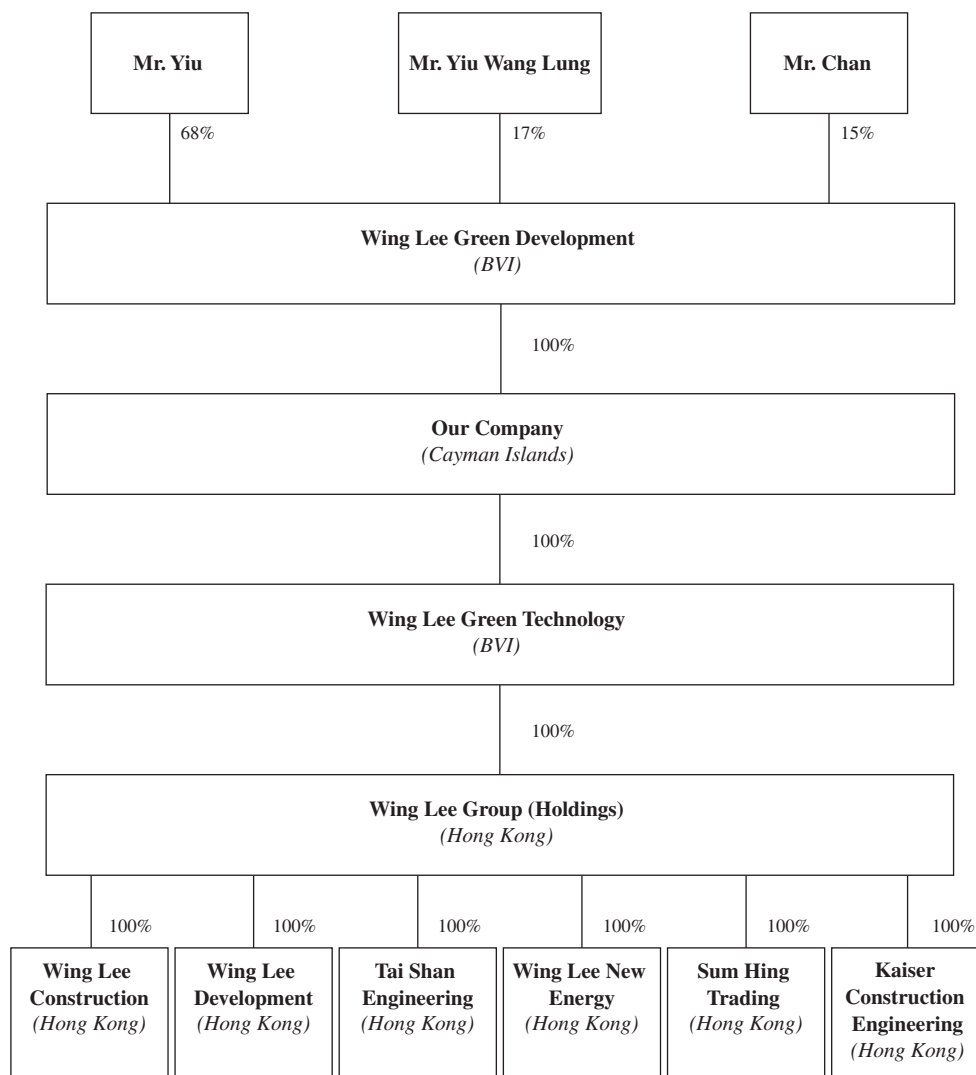 Mr. Yiu
Mr. Yiu Wang Lung
Mr. Chan
68%
17%
15%
Wing Lee Green Development
(BVI)
100%
Our Company
(Cayman Islands)
100%
Wing Lee Green Technology
(BVI)
100%
Wing Lee Group (Holdings)
(Hong Kong)
100%
100%
100%
100%
100%
100%
Wing Lee
Construction
(Hong Kong)
Wing Lee
Development
(Hong Kong)
Tai Shan
Engineering
(Hong Kong)
Wing Lee New
Energy
(Hong Kong)
Sum Hing
Trading
(Hong Kong)
Kaiser
Construction
Engineering
(Hong Kong)